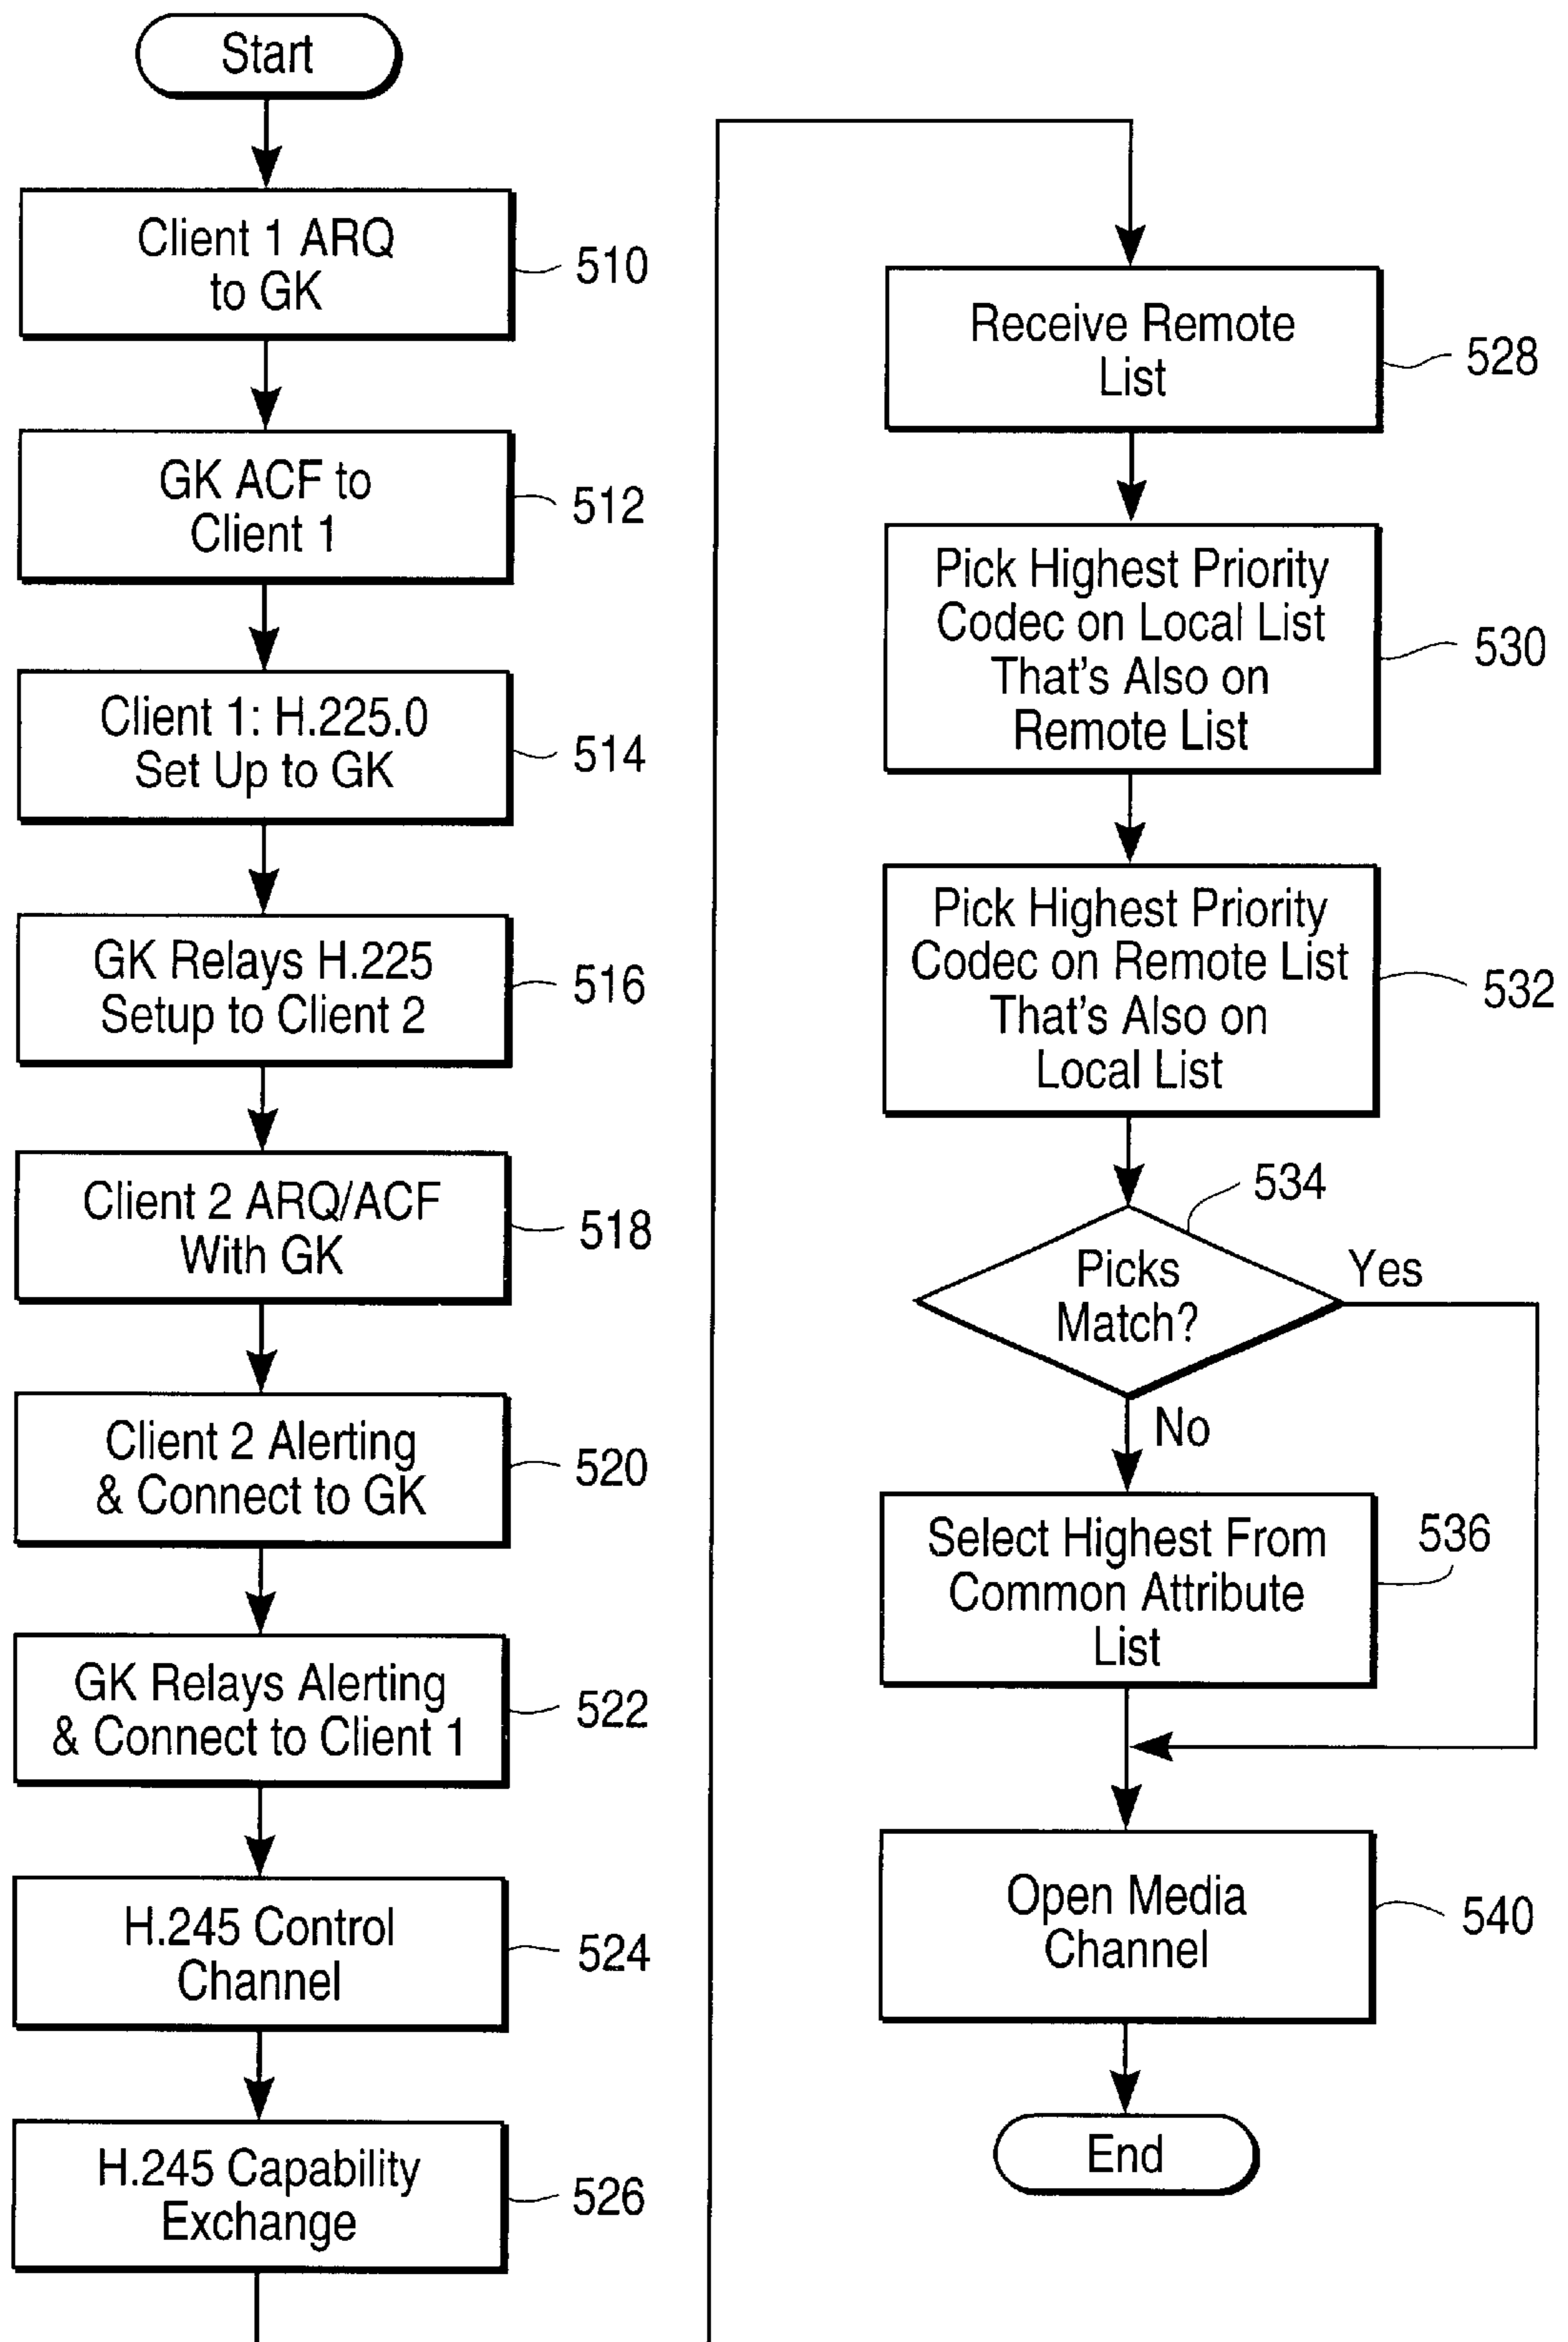 Start
Client 1 ARQ
to GK
510
GK ACF to
Client 1
512
Client 1: H.225.0
Set Up to GK
514
GK Relays H.225
Setup to Client 2
516
Client 2 ARQ/ACF
With GK
518
Client 2 Alerting
& Connect to GK
520
GK Relays Alerting
& Connect to Client 1
522
H.245 Control
Channel
524
H.245 Capability
Exchange
526
Receive Remote
List
528
Pick Highest Priority
Codec on Local List
That's Also on
Remote List
530
Pick Highest Priority
Codec on Remote List
That's Also on
Local List
532
534
Picks
Match?
Yes
No
Select Highest From
Common Attribute
List
536
Open Media
Channel
540
End